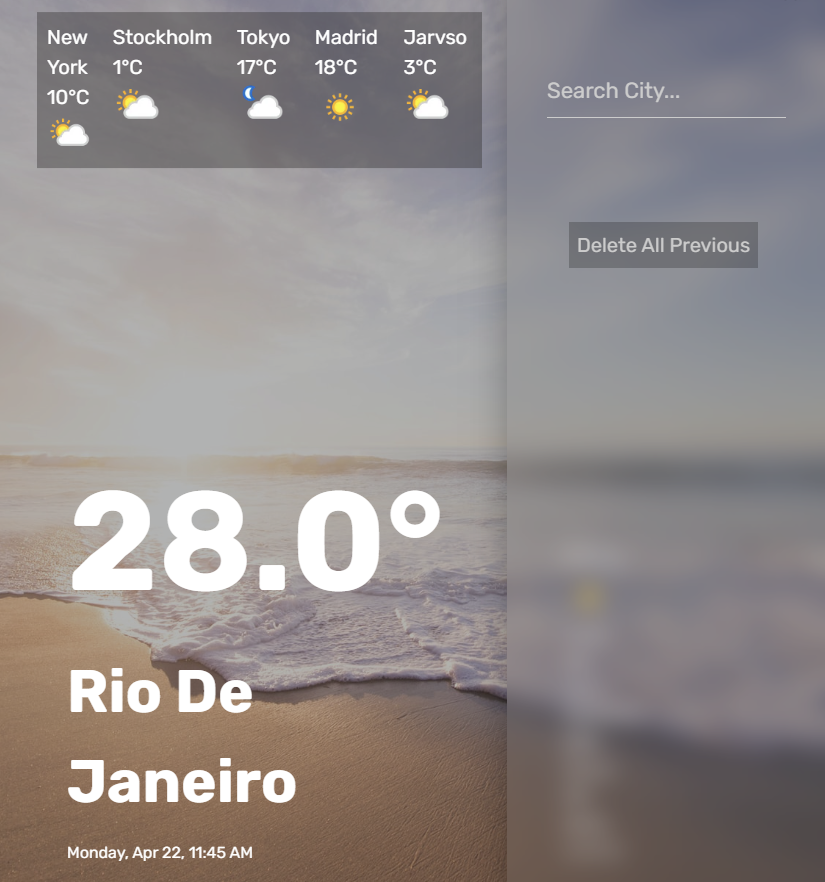 New
York
10°C
Stockholm
1°C
Tokyo
17°C
Madrid
18°C
Jarvso
3°C
Search City...
Delete All Previous
28.0°
Rio De
Janeiro
Monday, Apr 22, 11:45 AM